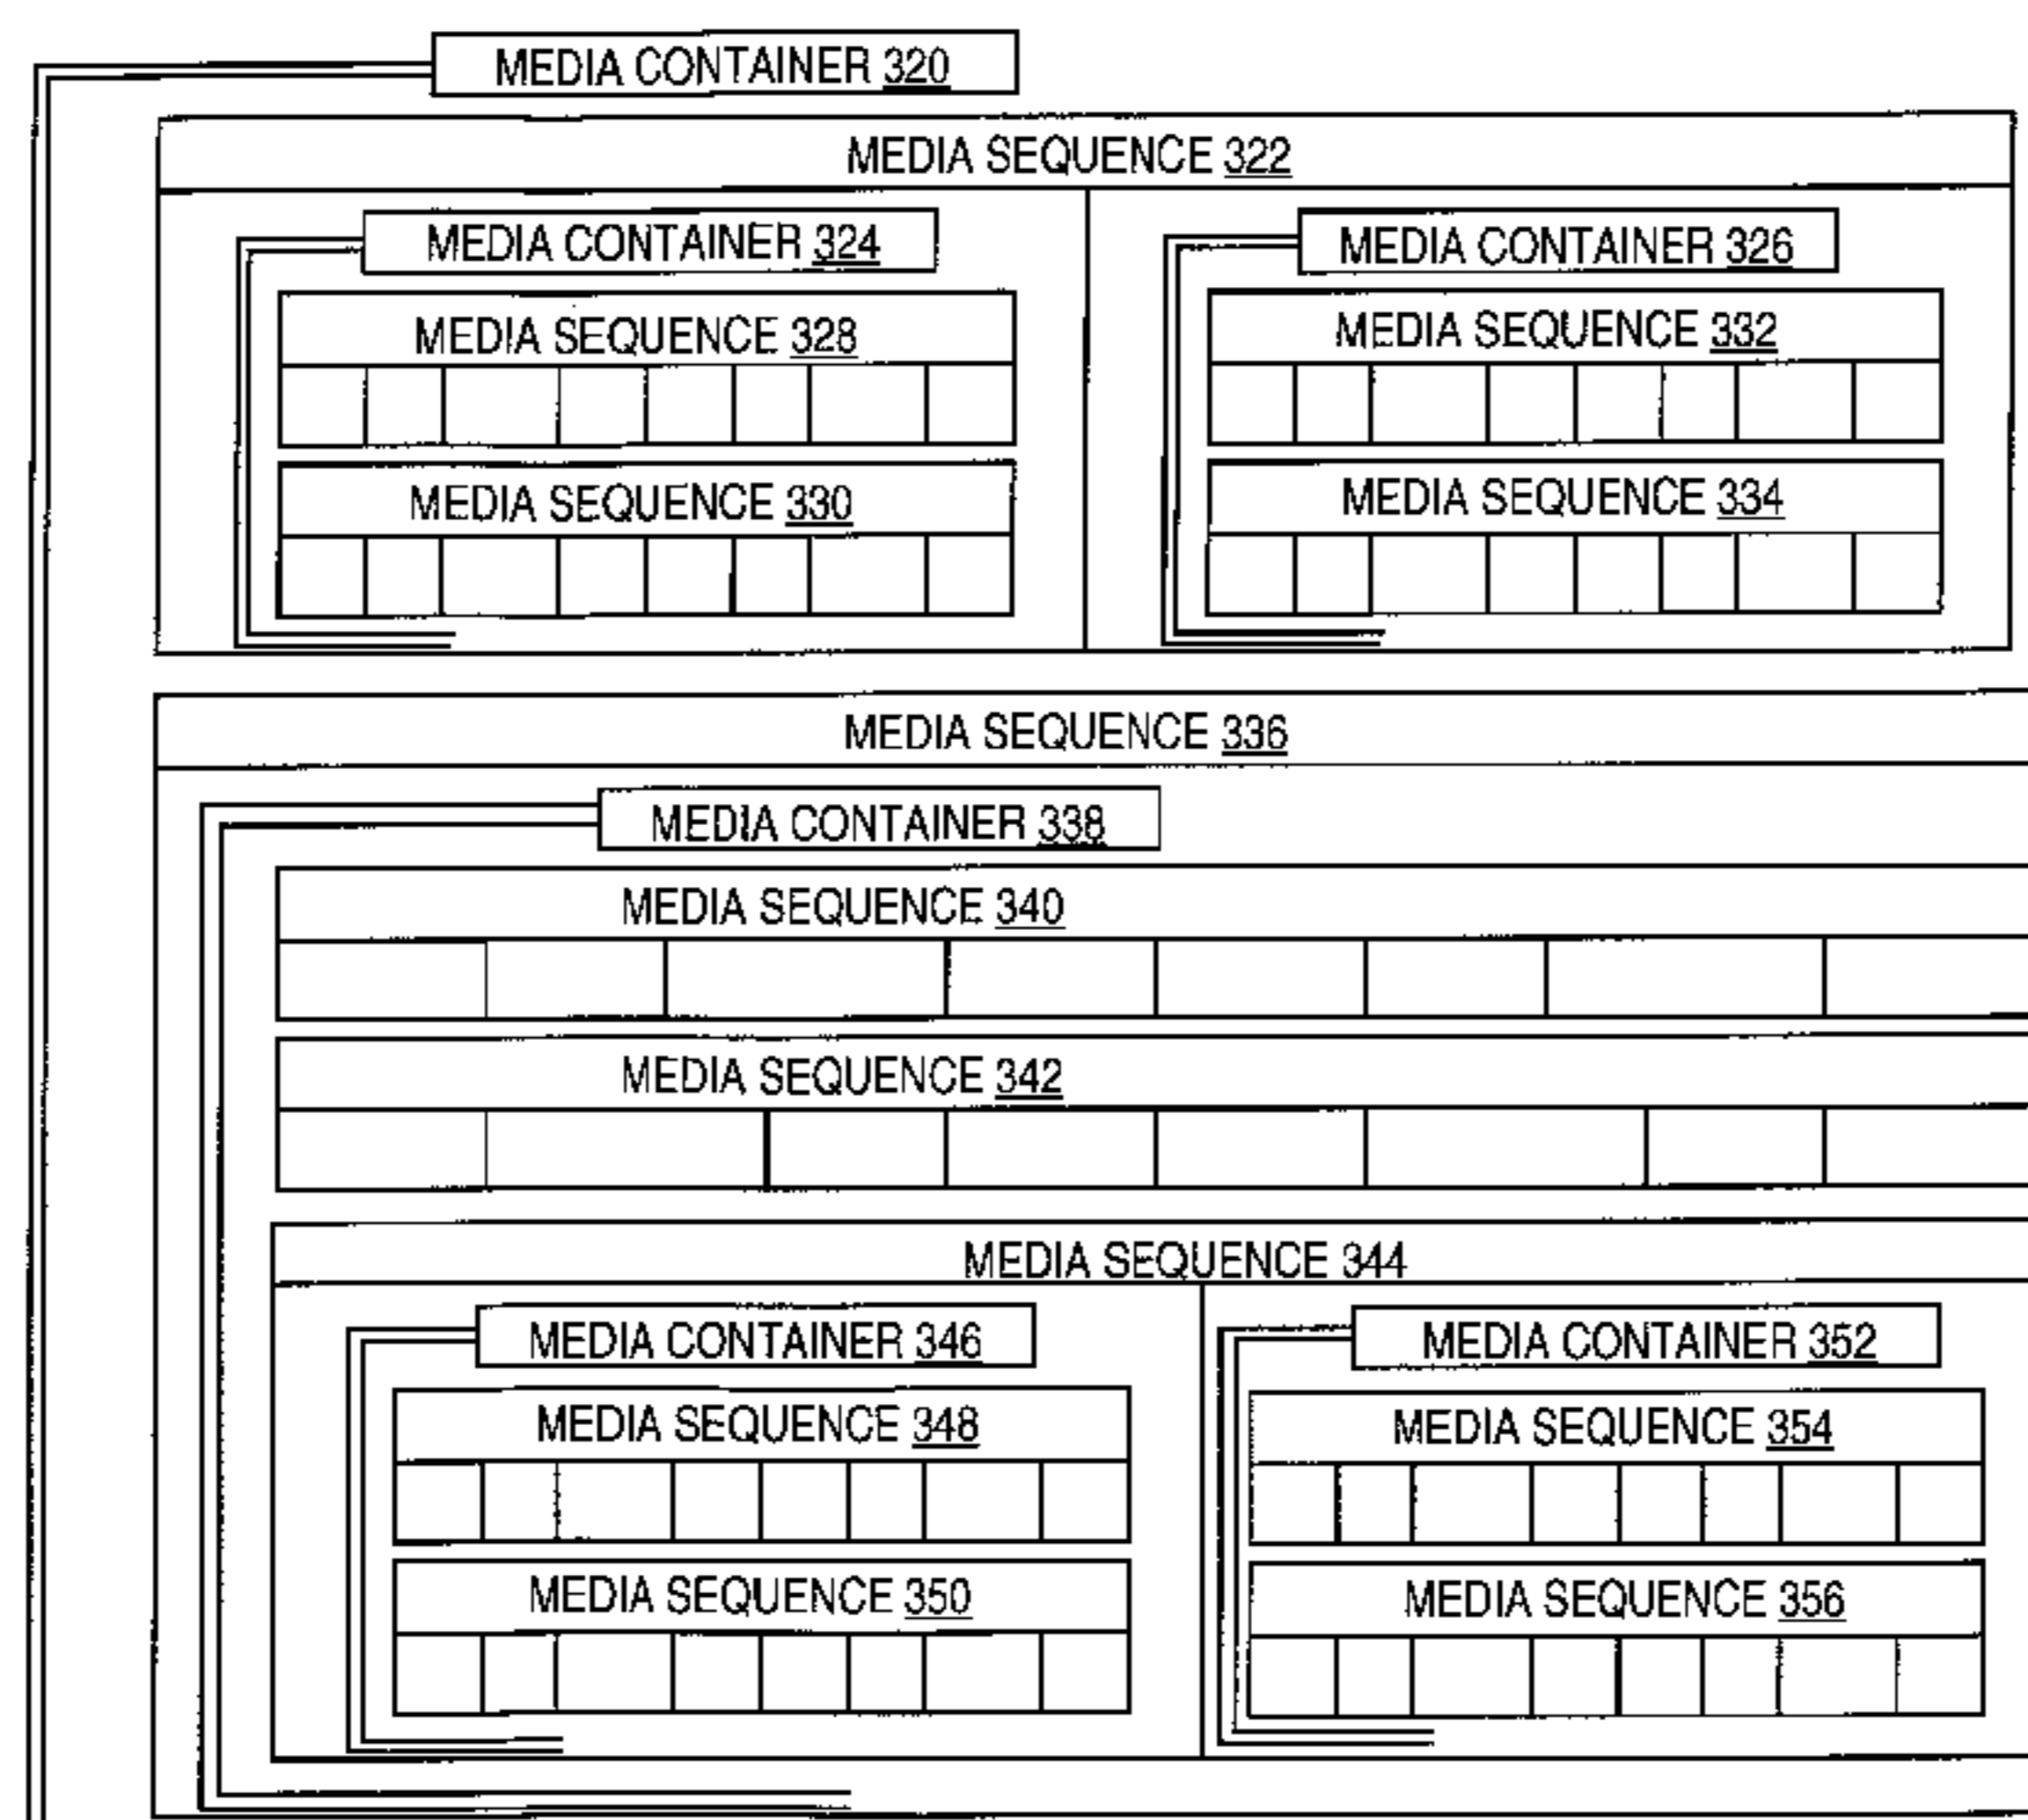 MEDIA CONTAINER 320
MEDIA SEQUENCE 322
MEDIA CONTAINER 324
MEDIA SEQUENCE 328
MEDIA SEQUENCE 330
MEDIA CONTAINER 326
MEDIA SEQUENCE 332
MEDIA SEQUENCE 334
MEDIA SEQUENCE 336
MEDIA CONTAINER 338
MEDIA SEQUENCE 340
MEDIA SEQUENCE 342
MEDIA SEQUENCE 344
MEDIA CONTAINER 346
MEDIA SEQUENCE 348
MEDIA SEQUENCE 350
MEDIA CONTAINER 352
MEDIA SEQUENCE 354
MEDIA SEQUENCE 356